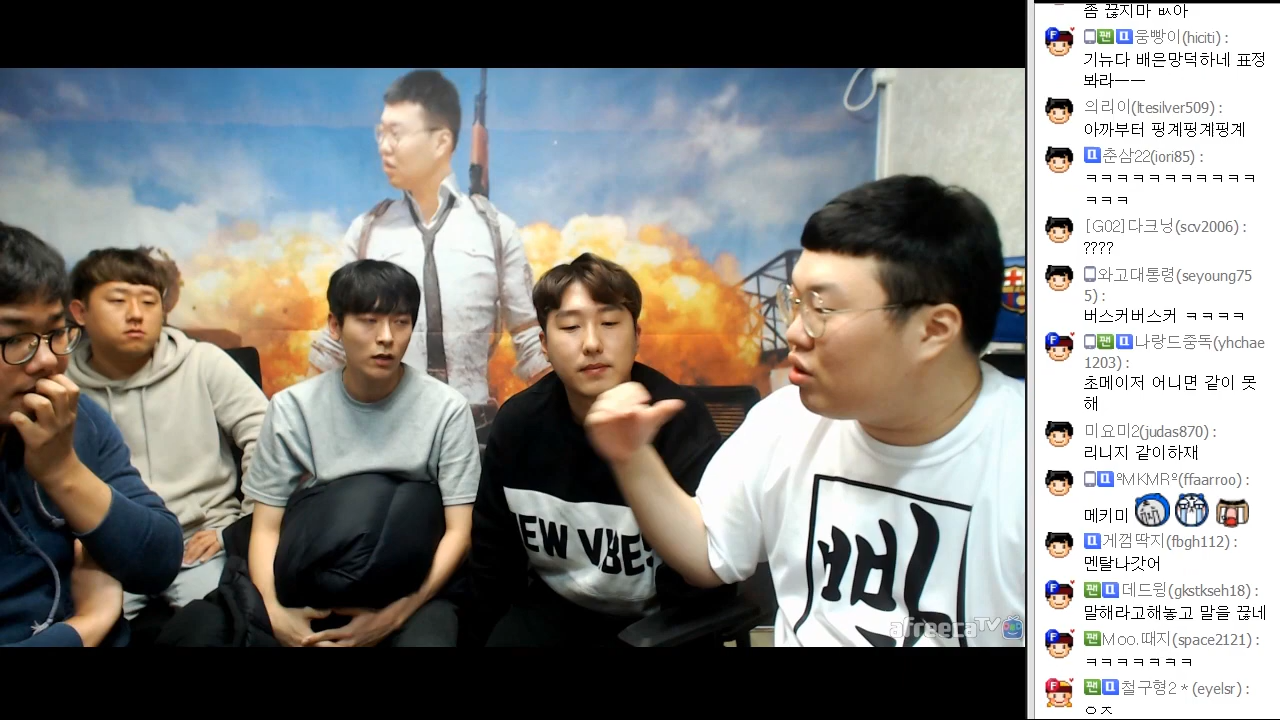 좀 끊지마 ㅄ아
짼 Q 웅빵이(hiciti) :
기뉴다 배은망덕하네 표정
봐라ㅡㅡ
의리이(ltesilver509) :
아까부터 핑계핑계핑계
Q 춘삼22(iori85) :
ㅋㅋㅋㅋㅋㅋㅋㅋㅋㅋㅋ
ㅋㅋㅋ
[G02]다크닝(scv2006) :
????
와고대통령(seyoung75
5) :
버스커버스커 ㅋㅋㅋㅋ
나랑드중독(yhchae
1203) :
초메이저 어니면 같이 못
해
미요미2(judas870) :
리니지 같이하재
ºMKMRº(ffaarroo) :
메키미
게껌딱지(fbgh112) :
멘탈나갓어
데드윙(gkstkseh18) :
말해라고해놓고 말을 끊네
Moo.때지(space2121) :
ㅋㅋㅋㅋㅋㅋㅋ
철구형2 * (eyelsr) :
ㅇㅈ
EW VIBES
afreecaTV